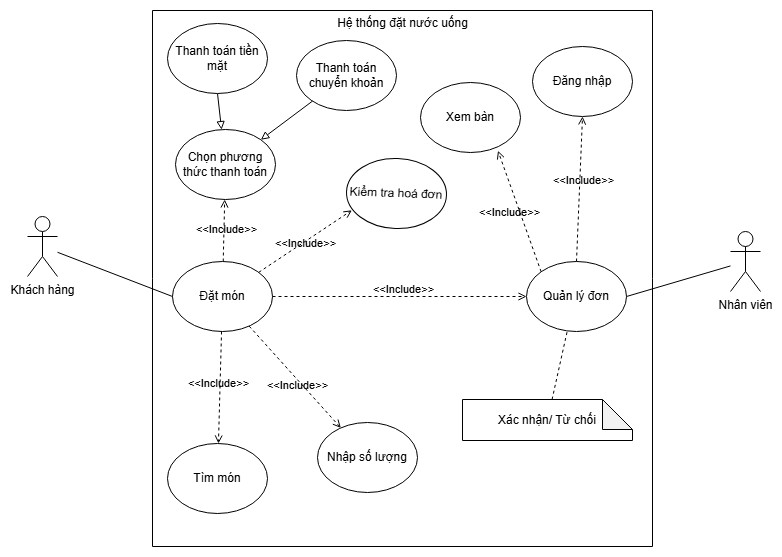 Hệ thống đặt nước uống
Thanh toán tiền
mặt
Thanh toán
chuyển khoản
Đăng nhập
Xem bàn
Chọn phương
thức thanh toán
Kiểm tra hoá đơn
<<Include>>
<<Include>>
<<Include>>
<<Include>>
Khách hàng
Đặt món
<<Include>>
Quản lý đơn
Nhân viên
<<Include>>
<<Include>>
Xác nhận/ Từ chối
Tìm món
Nhập số lượng